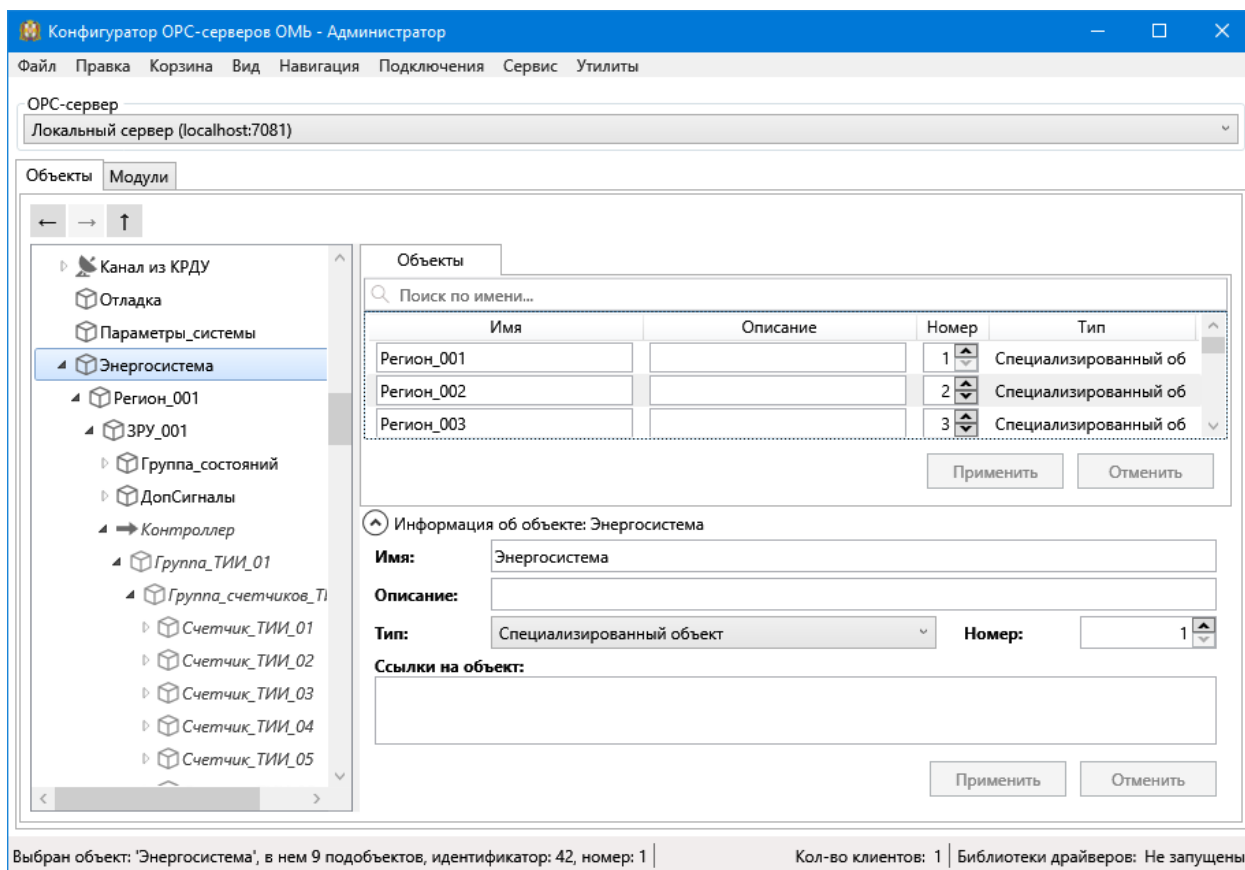 Конфигуратор ОРС-серверов ОМЬ - Администратор
Файл Правка Корзина Вид Навигация Подключения Сервис Утилиты
ОРС-сервер
Локальный сервер (localhost:7081)
Объекты Модули
Канал из КРДУ
Отладка
Параметры_системы
Энергосистема
Регион_001
ЗРУ_001
Группа_состояний
ДопСигналы
Контроллер
Группа_ТИИ_01
Группа_счетчиков_ТИ
Счетчик_ТИИ_01
Счетчик_ТИИ_02
Счетчик_ТИИ_03
Счетчик_ТИИ_04
Счетчик_ТИИ_05
Объекты
Поиск по имени...
Имя Описание Номер Тип
Регион_001 1 Специализированный об
Регион_002 2 Специализированный об
Регион_003 3 Специализированный об
Применить Отменить
Информация об объекте: Энергосистема
Имя: Энергосистема
Описание:
Тип: Специализированный объект Номер: 1
Ссылки на объект:
Применить Отменить
Выбран объект: 'Энергосистема', в нем 9 подобъектов, идентификатор: 42, номер: 1 Кол-во клиентов: 1 Библиотеки драйверов: Не запущены